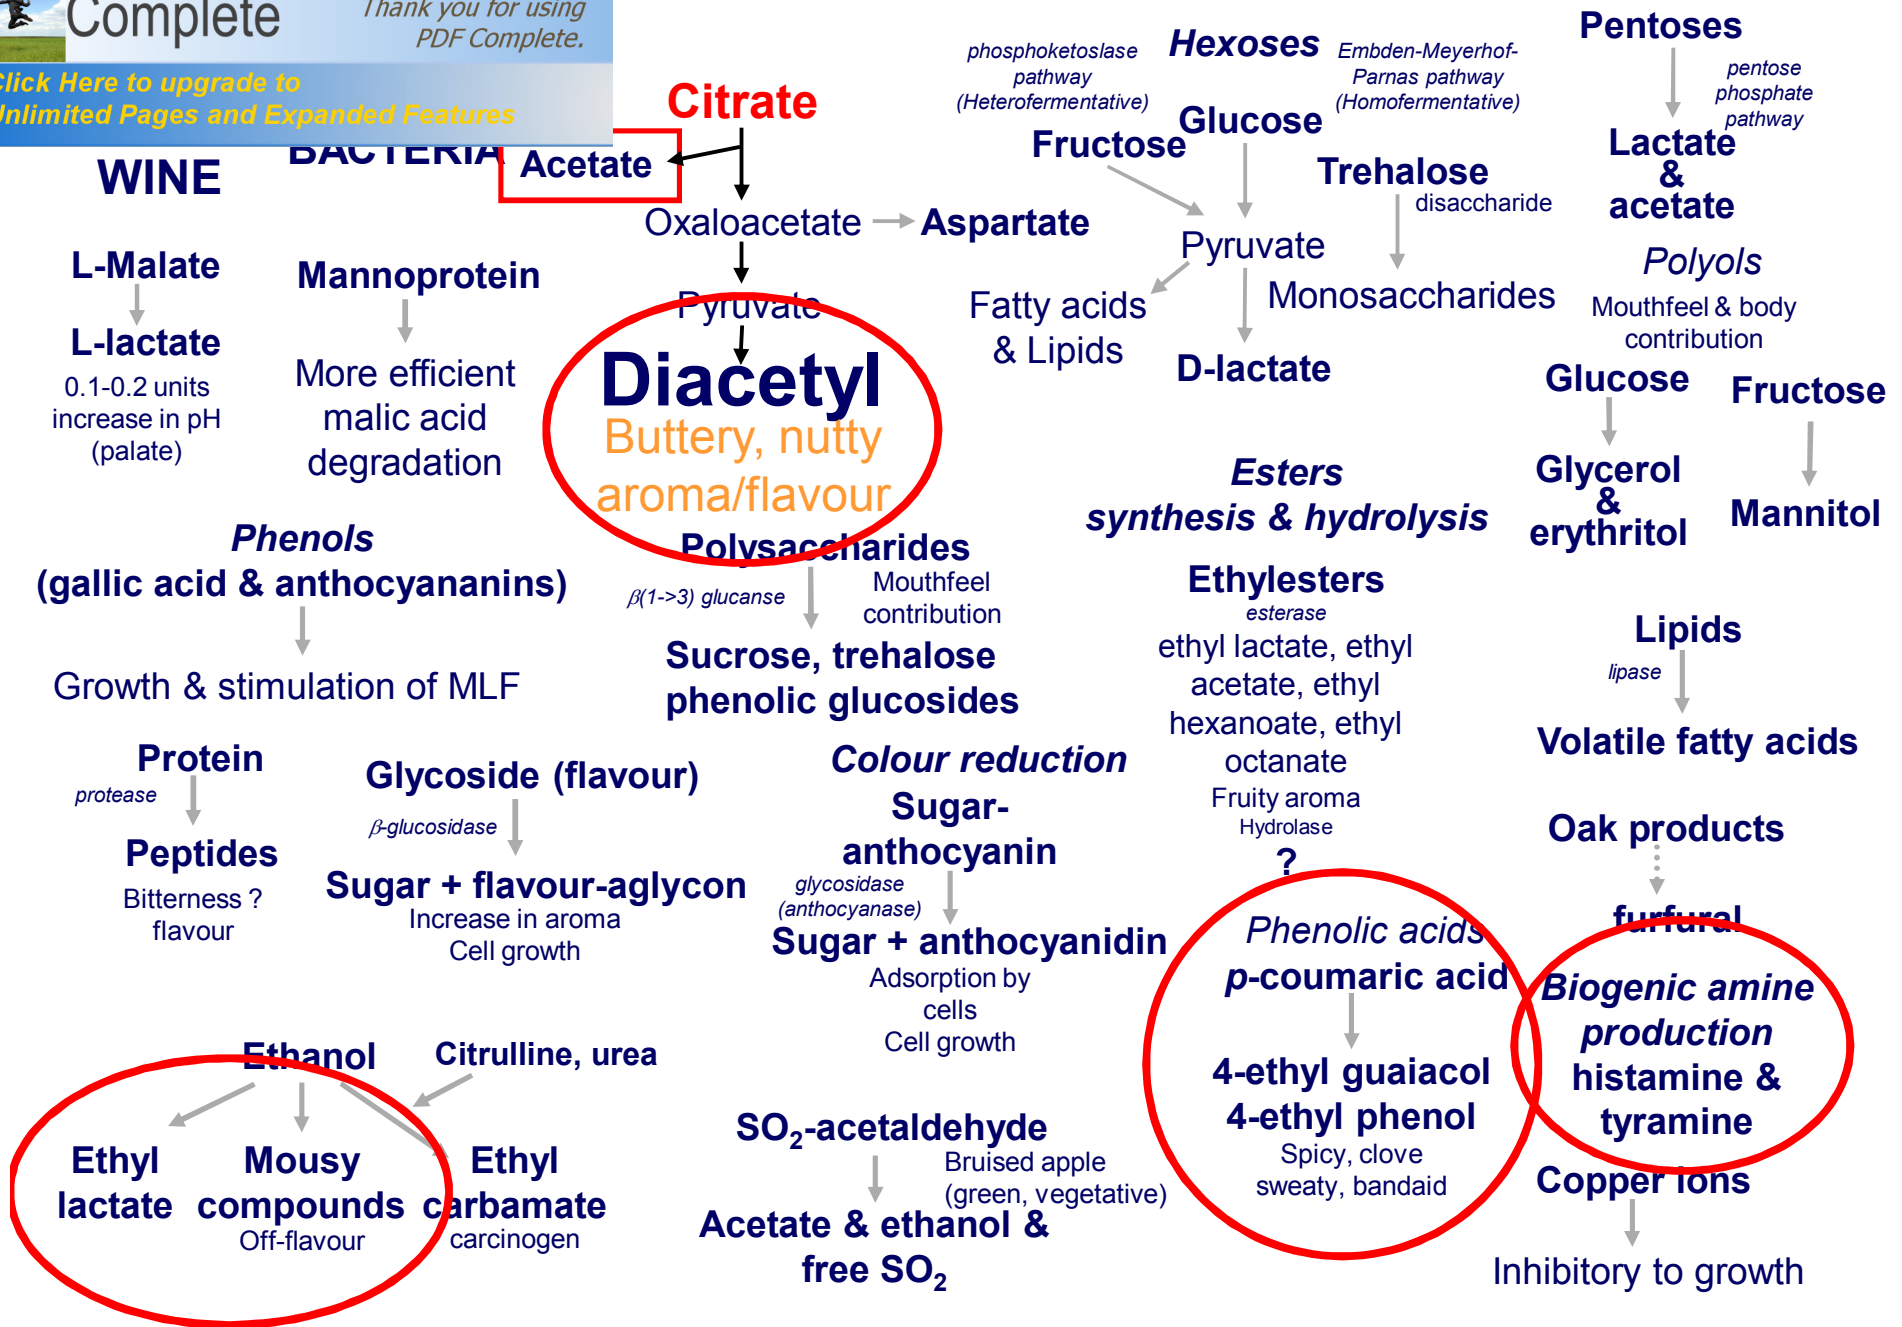 Complete
Thank you for using
PDF Complete.
Click Here to upgrade to
Unlimited Pages and Expanded Features
WINE
BACTERIA
Citrate
Acetate
Oxaloacetate
Aspartate
Pyruvate
Diacetyl
Buttery, nutty
aroma/flavour
phosphoketoslase
pathway
(Heterofermentative)
Hexoses
Embden-Meyerhof-
Parnas pathway
(Homofermentative)
Fructose
Glucose
Trehalose
disaccharide
Pyruvate
Monosaccharides
Fatty acids
& Lipids
D-lactate
Pentoses
pentose
phosphate
pathway
Lactate
&
acetate
Polyols
Mouthfeel & body
contribution
Glucose
Fructose
Glycerol
&
erythritol
Mannitol
L-Malate
L-lactate
0.1-0.2 units
increase in pH
(palate)
Mannoprotein
More efficient
malic acid
degradation
Phenols
(gallic acid & anthocyananins)
Growth & stimulation of MLF
Polysaccharides
β(1->3) glucanse
Mouthfeel
contribution
Sucrose, trehalose
phenolic glucosides
Esters
synthesis & hydrolysis
Ethylesters
esterase
ethyl lactate, ethyl
acetate, ethyl
hexanoate, ethyl
octanate
Fruity aroma
Hydrolase
?
Lipids
lipase
Volatile fatty acids
Protein
protease
Peptides
Bitterness ?
flavour
Glycoside (flavour)
β-glucosidase
Sugar + flavour-aglycon
Increase in aroma
Cell growth
Colour reduction
Sugar-
anthocyanin
glycosidase
(anthocyanase)
Sugar + anthocyanidin
Adsorption by
cells
Cell growth
Oak products
furfural
Phenolic acids
p-coumaric acid
4-ethyl guaiacol
4-ethyl phenol
Spicy, clove
sweaty, bandaid
Biogenic amine
production
histamine &
tyramine
Ethanol
Citrulline, urea
Ethyl
lactate
Mousy
compounds
Off-flavour
Ethyl
carbamate
carcinogen
SO₂-acetaldehyde
Bruised apple
(green, vegetative)
Acetate & ethanol &
free SO₂
Copper ions
Inhibitory to growth